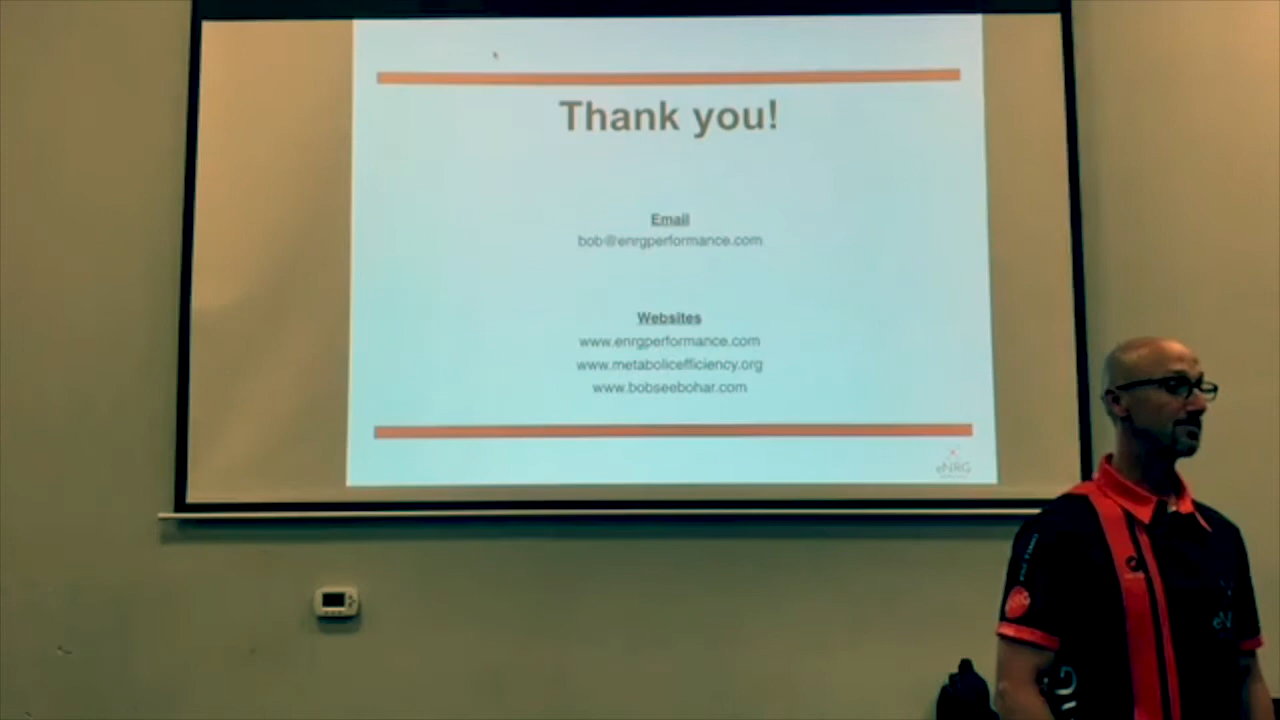 Thank you!
Email
bob@enrgperformance.com
Websites
www.enrgperformance.com
www.metabolicefficiency.org
www.bobseebohar.com
eNRG